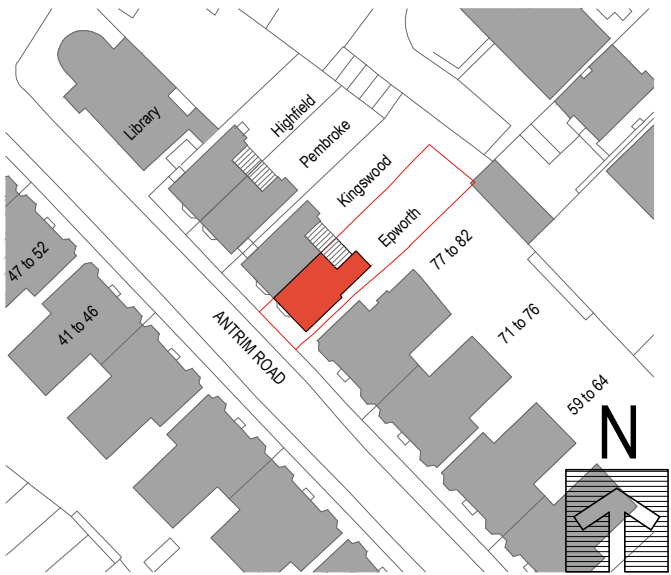 Library
Highfield
Pembroke
Kingswood
Epworth
77 to 82
47 to 52
41 to 46
ANTRIM ROAD
71 to 76
59 to 64
N